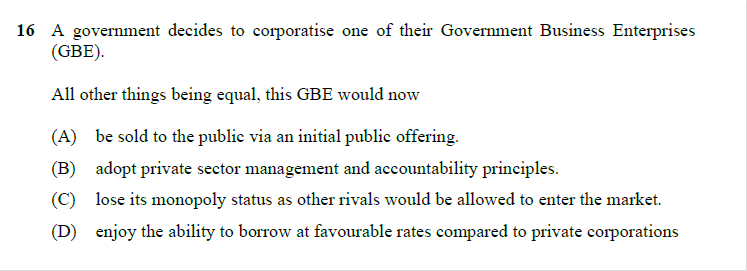 16 A government decides to corporatise one of their Government Business Enterprises
(GBE).
All other things being equal, this GBE would now
(A) be sold to the public via an initial public offering.
(B) adopt private sector management and accountability principles.
(C) lose its monopoly status as other rivals would be allowed to enter the market.
(D) enjoy the ability to borrow at favourable rates compared to private corporations